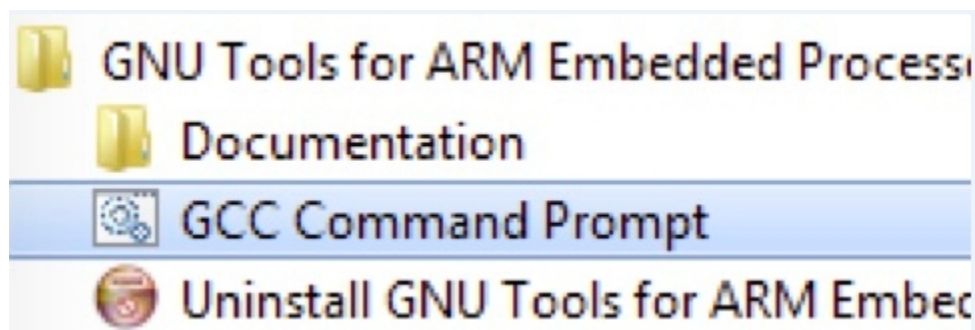 GNU Tools for ARM Embedded Process
Documentation
GCC Command Prompt
Uninstall GNU Tools for ARM Embed